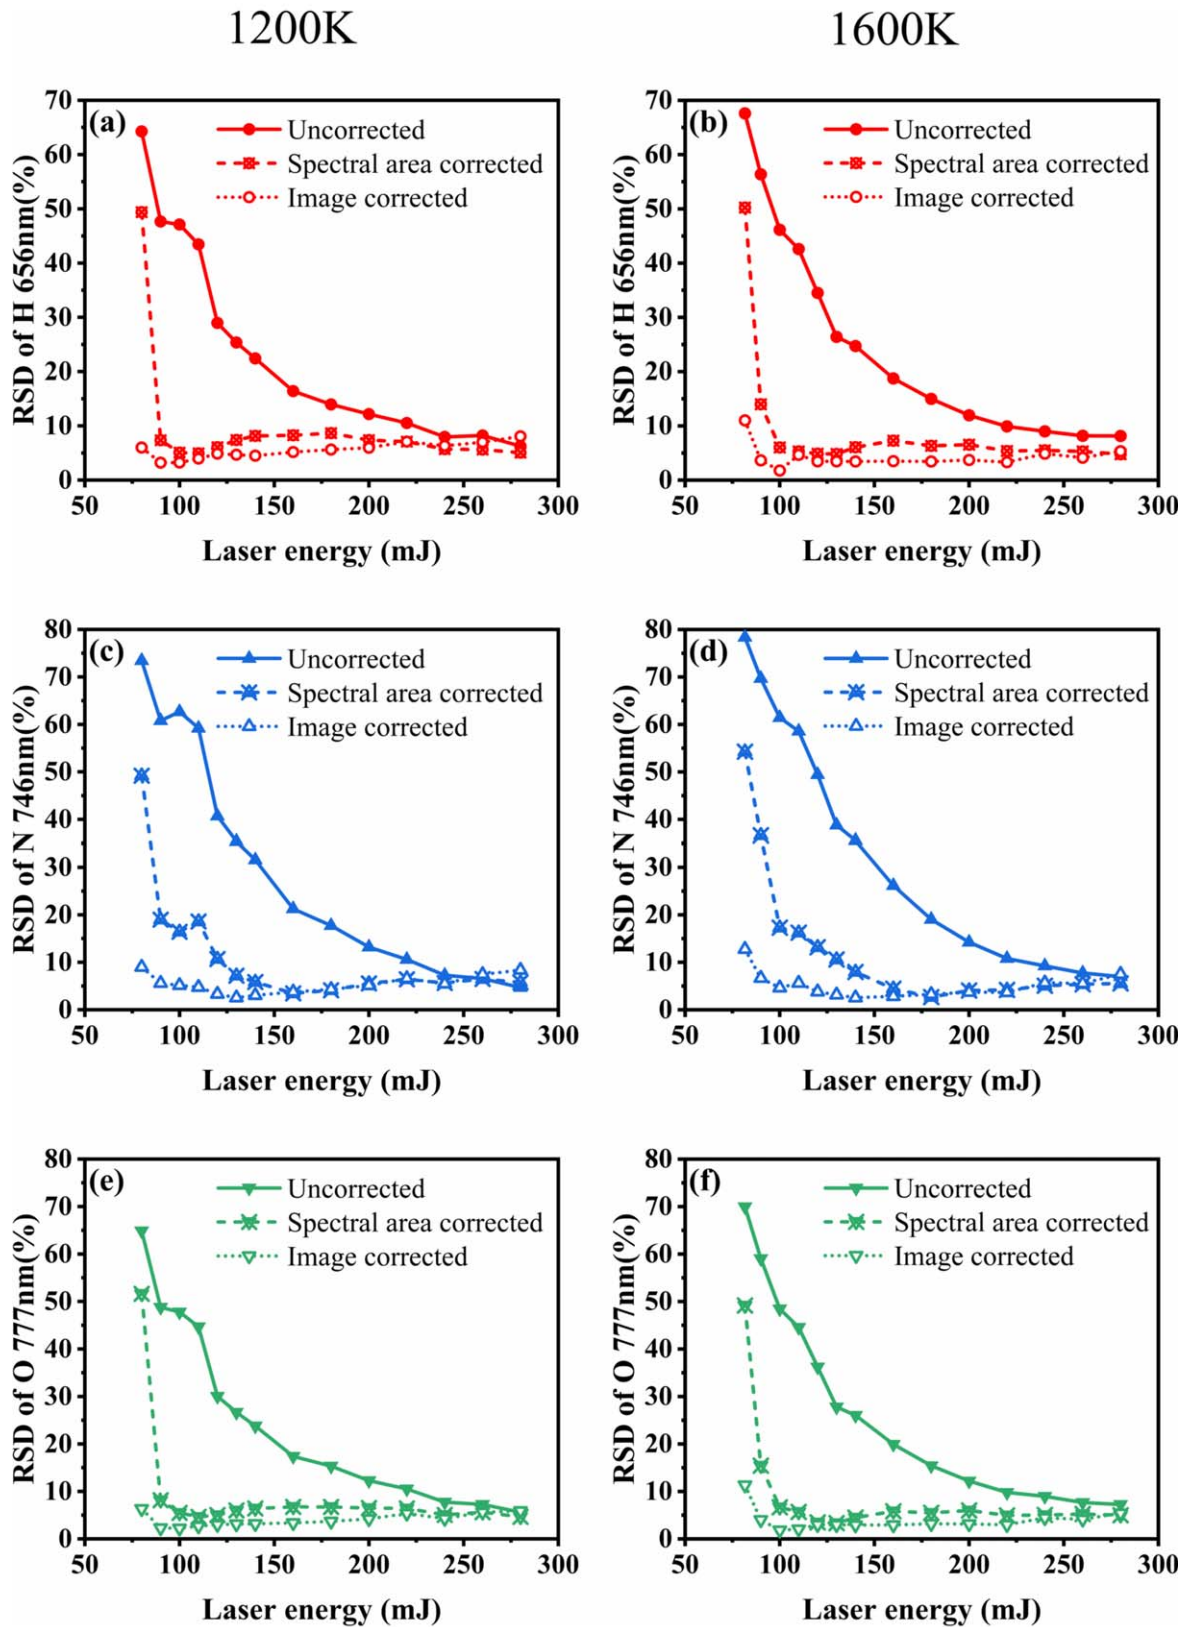 1200K 1600K
(a)
Uncorrected
Spectral area corrected
Image corrected
RSD of H 656nm(%)
70
60
50
40
30
20
10
0
50 100 150 200 250 300
Laser energy (mJ)
(b)
Uncorrected
Spectral area corrected
Image corrected
RSD of H 656nm(%)
70
60
50
40
30
20
10
0
50 100 150 200 250 300
Laser energy (mJ)
(c)
Uncorrected
Spectral area corrected
Image corrected
RSD of N 746nm(%)
80
70
60
50
40
30
20
10
0
50 100 150 200 250 300
Laser energy (mJ)
(d)
Uncorrected
Spectral area corrected
Image corrected
RSD of N 746nm(%)
80
70
60
50
40
30
20
10
0
50 100 150 200 250 300
Laser energy (mJ)
(e)
Uncorrected
Spectral area corrected
Image corrected
RSD of O 777nm(%)
80
70
60
50
40
30
20
10
0
50 100 150 200 250 300
Laser energy (mJ)
(f)
Uncorrected
Spectral area corrected
Image corrected
RSD of O 777nm(%)
80
70
60
50
40
30
20
10
0
50 100 150 200 250 300
Laser energy (mJ)